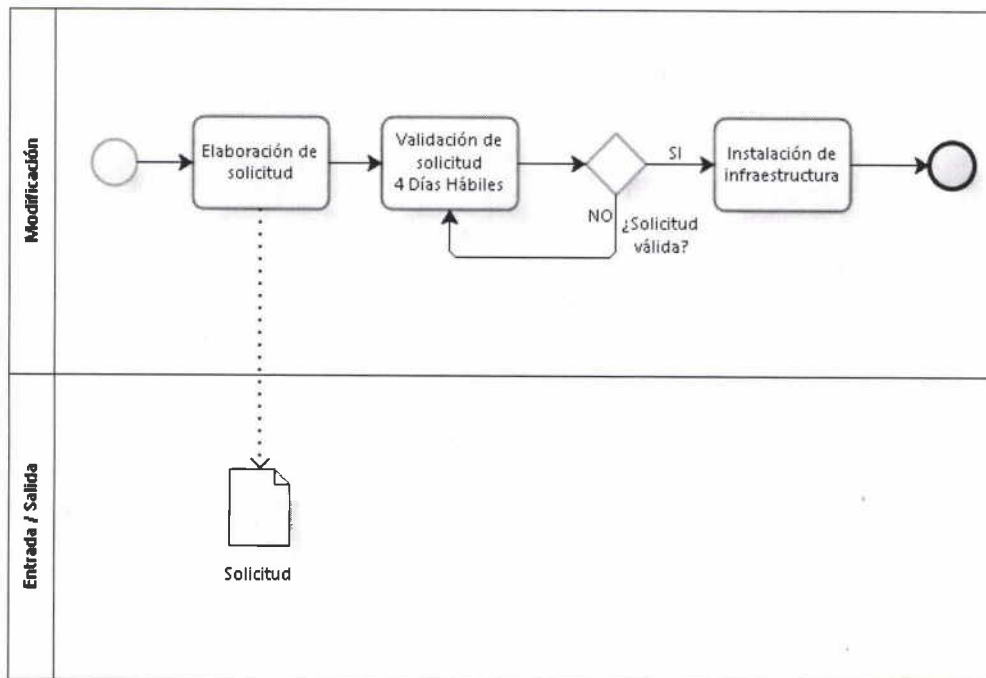 Modificación
Elaboración de
solicitud
Validación de
solicitud
4 Días Hábiles
SI
NO
¿Solicitud
válida?
Instalación de
infraestructura
Entrada / Salida
Solicitud